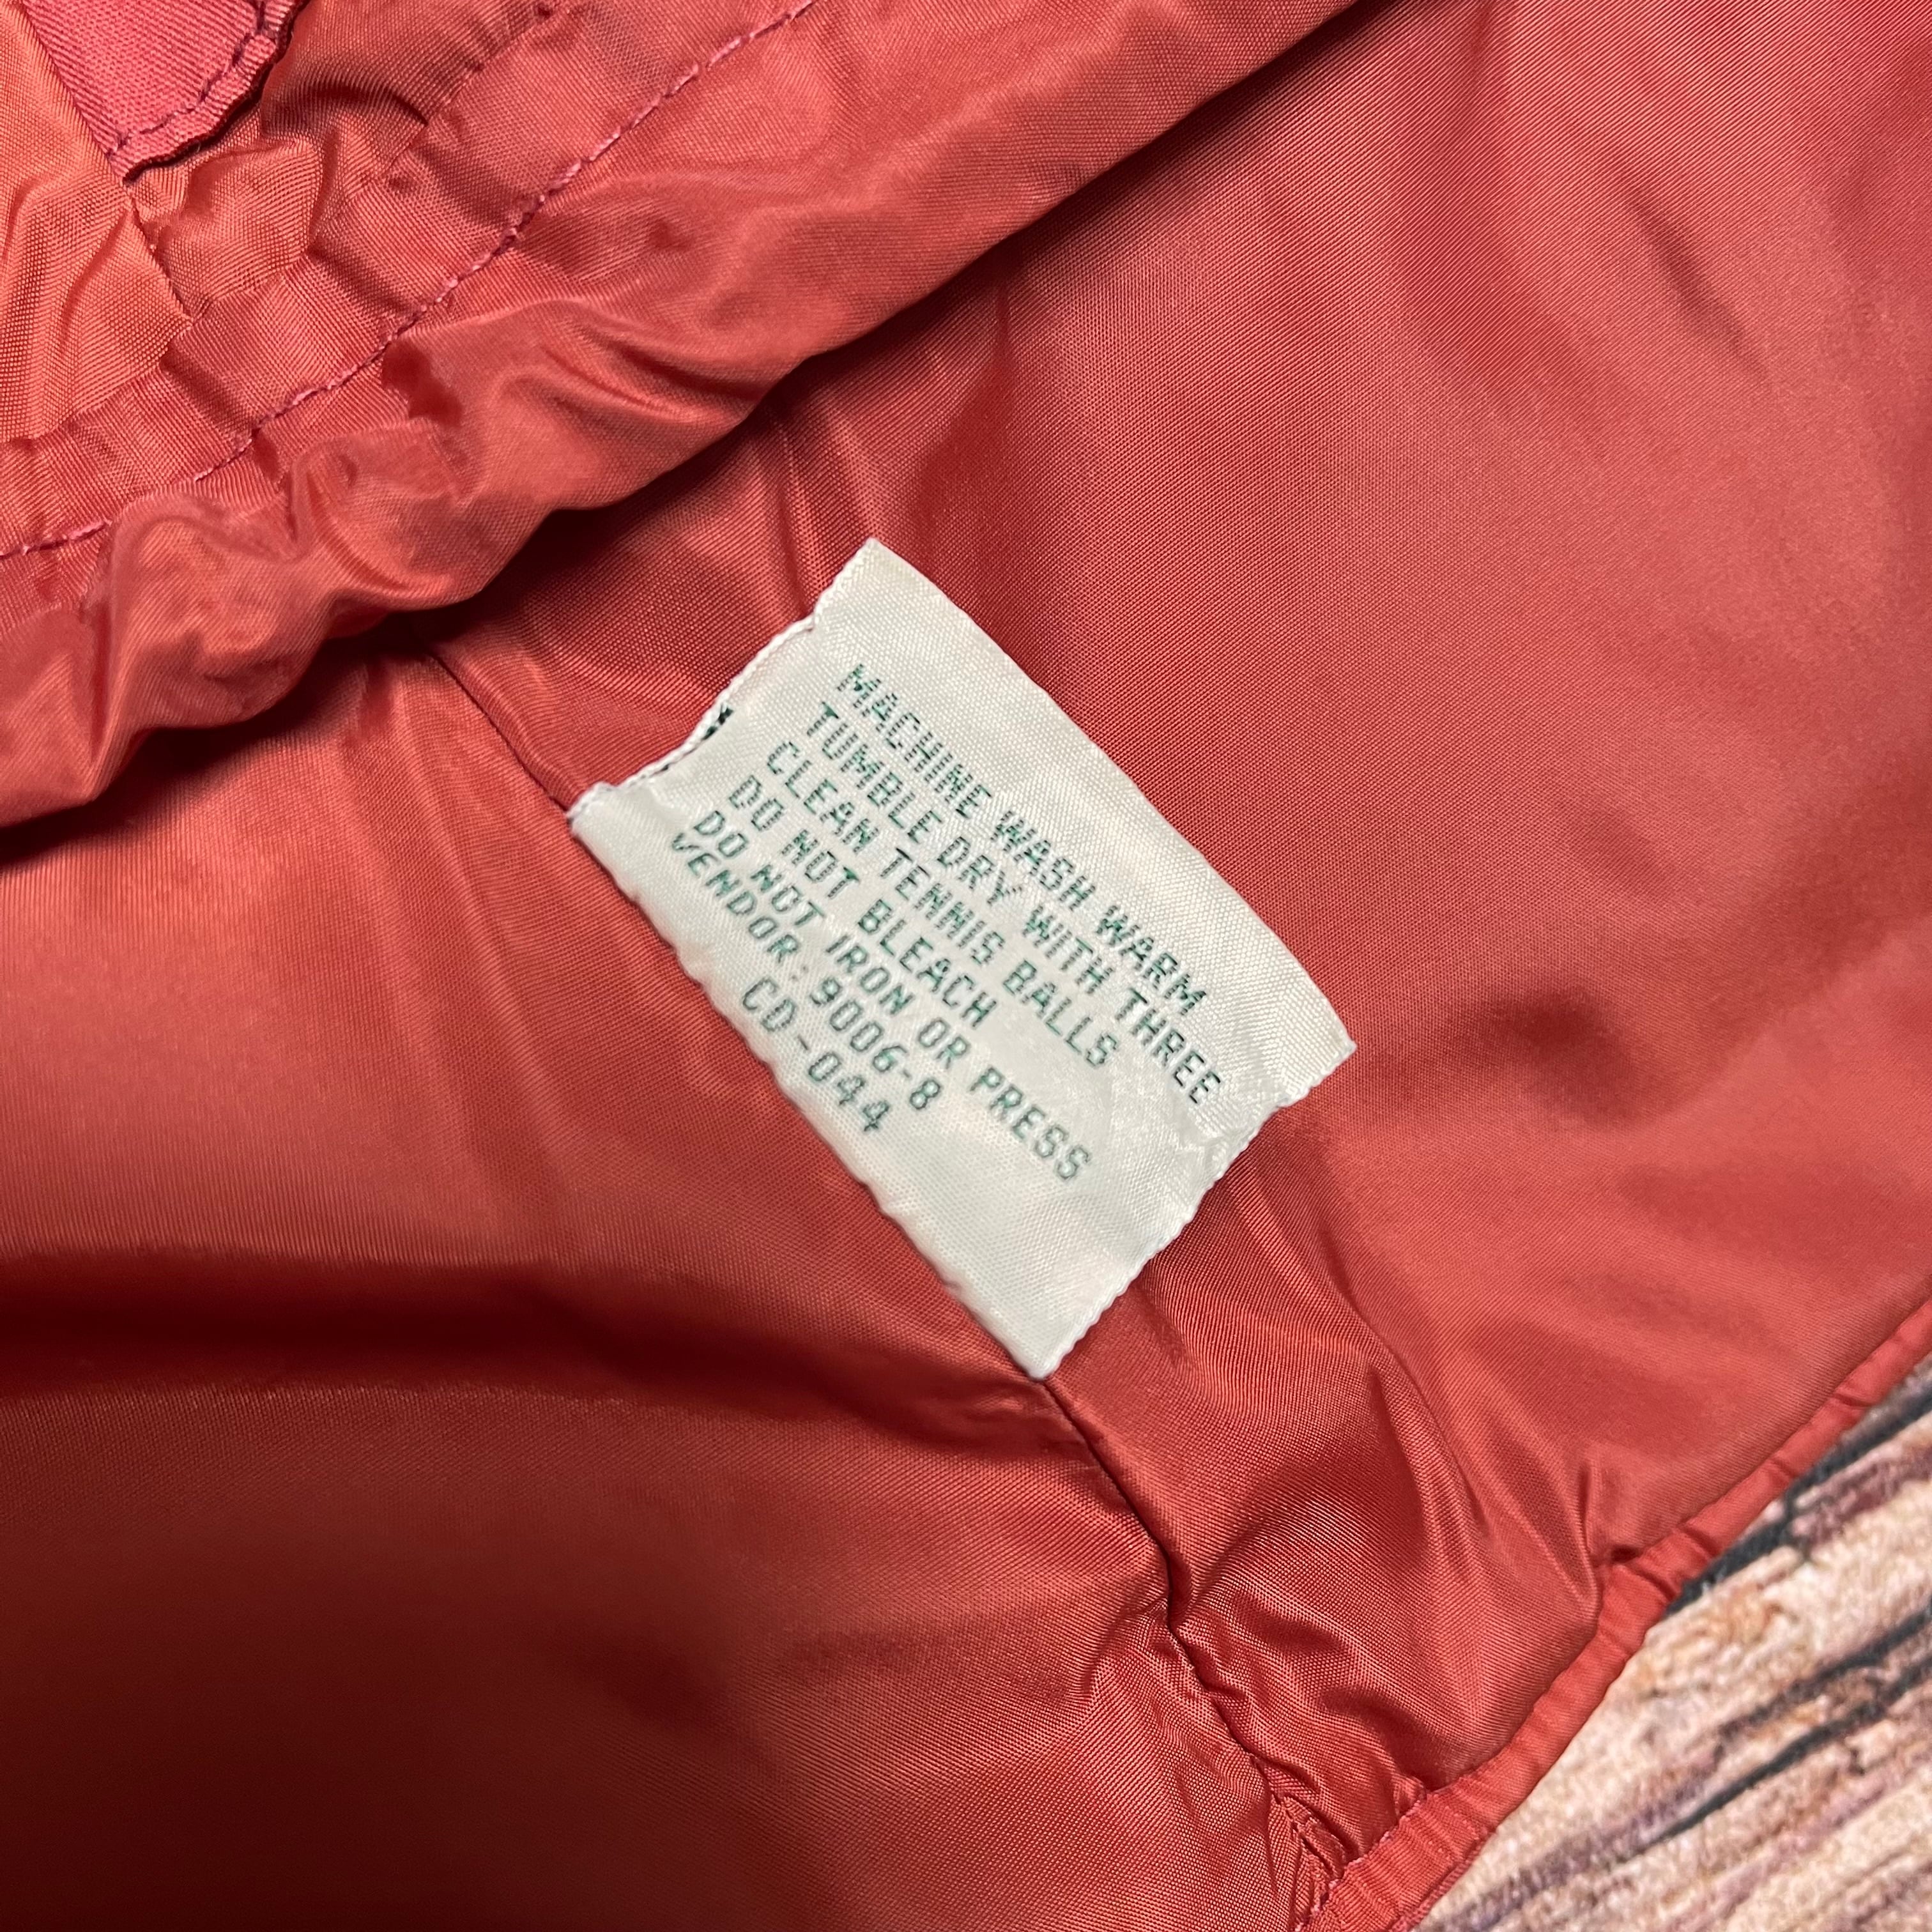 MACHINE WASH WARM
TUMBLE DRY WITH THREE
CLEAN TENNIS BALLS
DO NOT BLEACH
DO NOT IRON OR PRESS
VENDOR:9006-8
CD-044